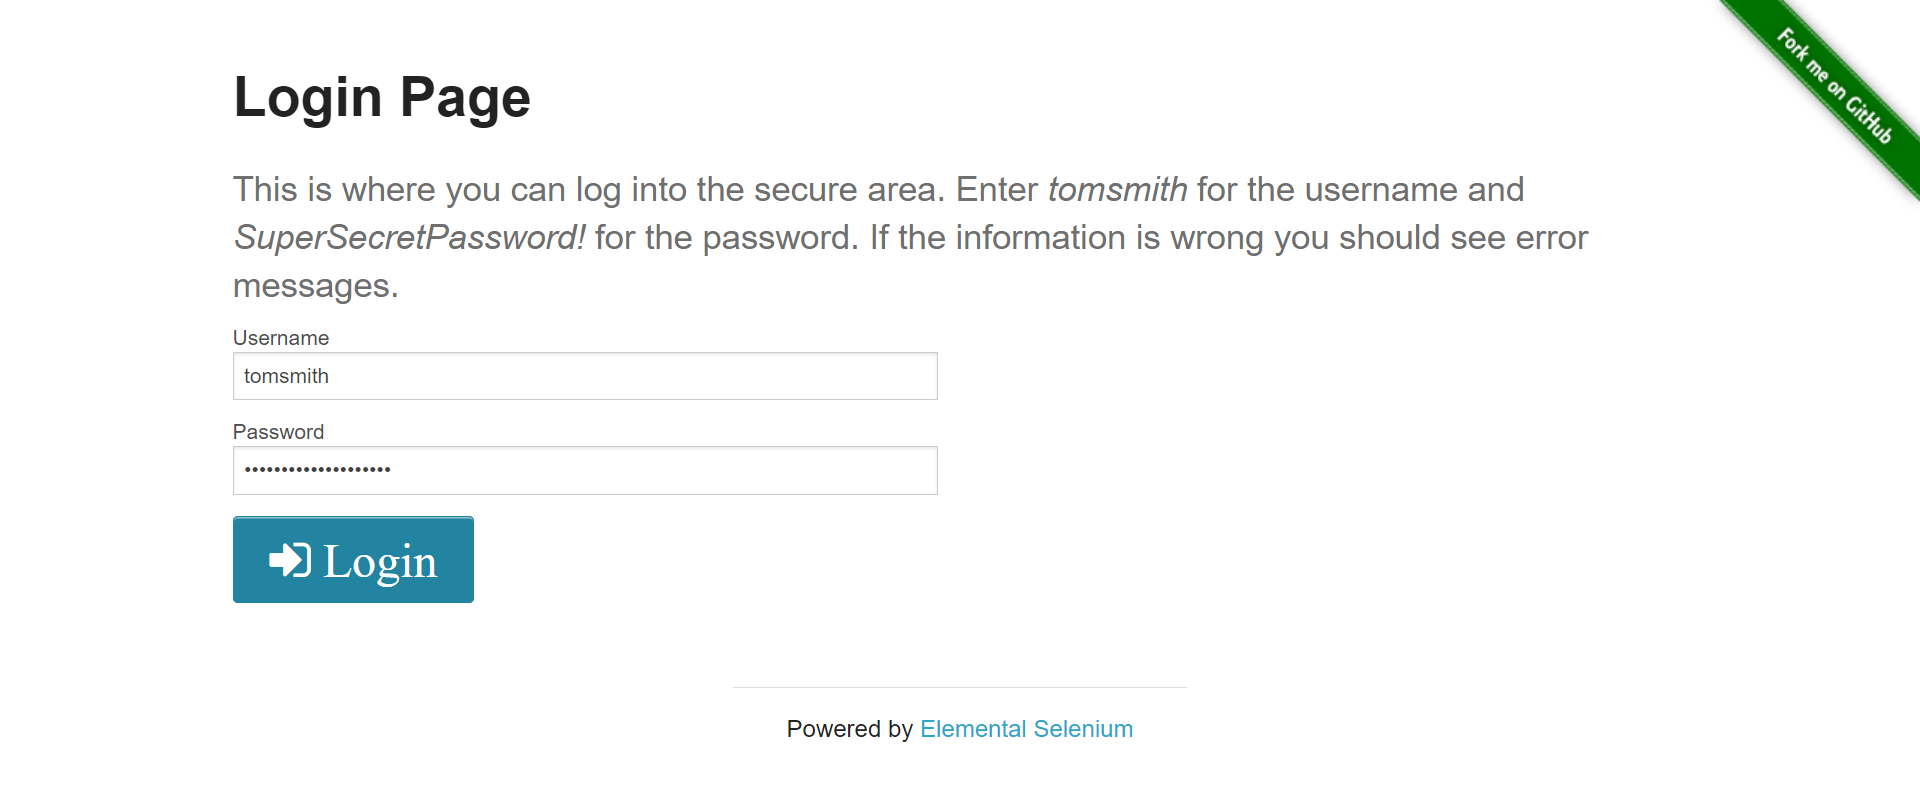 Fork me on GitHub
Login Page
This is where you can log into the secure area. Enter tomsmith for the username and
SuperSecretPassword! for the password. If the information is wrong you should see error
messages.
Username
tomsmith
Password
••••••••••••••••••••
Login
Powered by Elemental Selenium